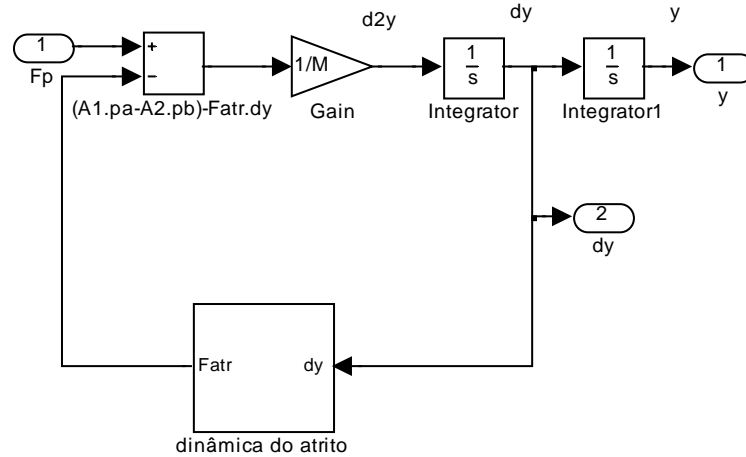 d2y
dy
y
1
Fp
+
−
1/M
1
s
1
s
1
y
(A1.pa-A2.pb)-Fatr.dy
Gain
Integrator
Integrator1
2
dy
Fatr
dy
dinâmica do atrito